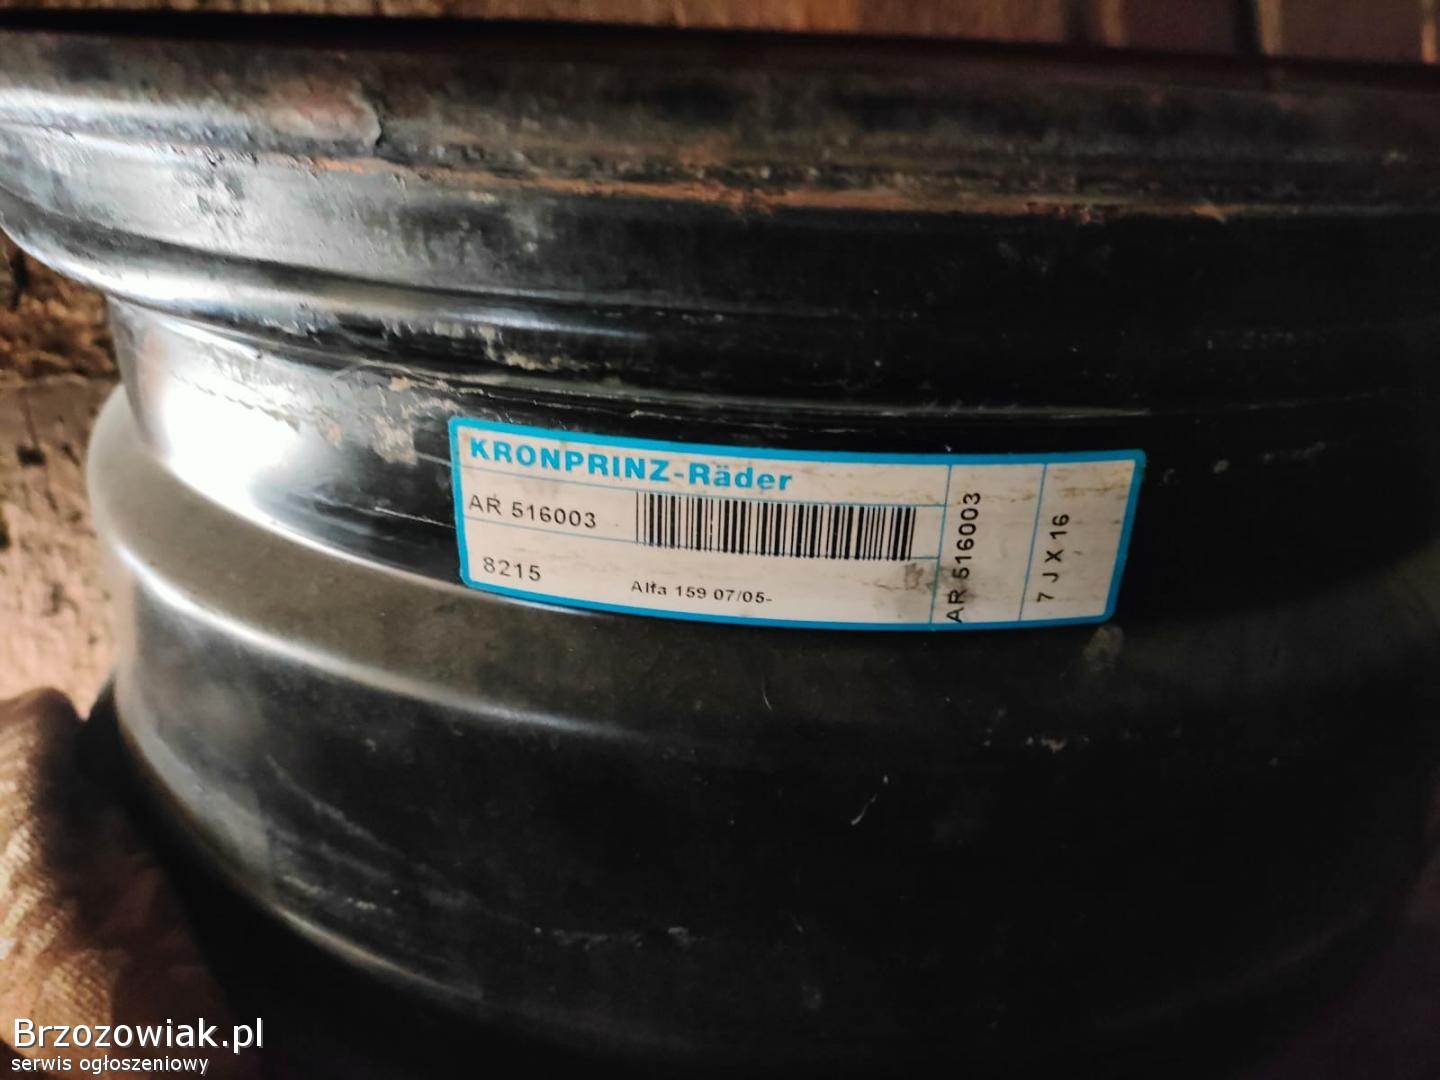 KRONPRINZ-Räder
AR 516003
8215
Alfa 159 07/05-
AR 516003
7 J X 16
Brzozowiak.pl
serwis ogłoszeniowy